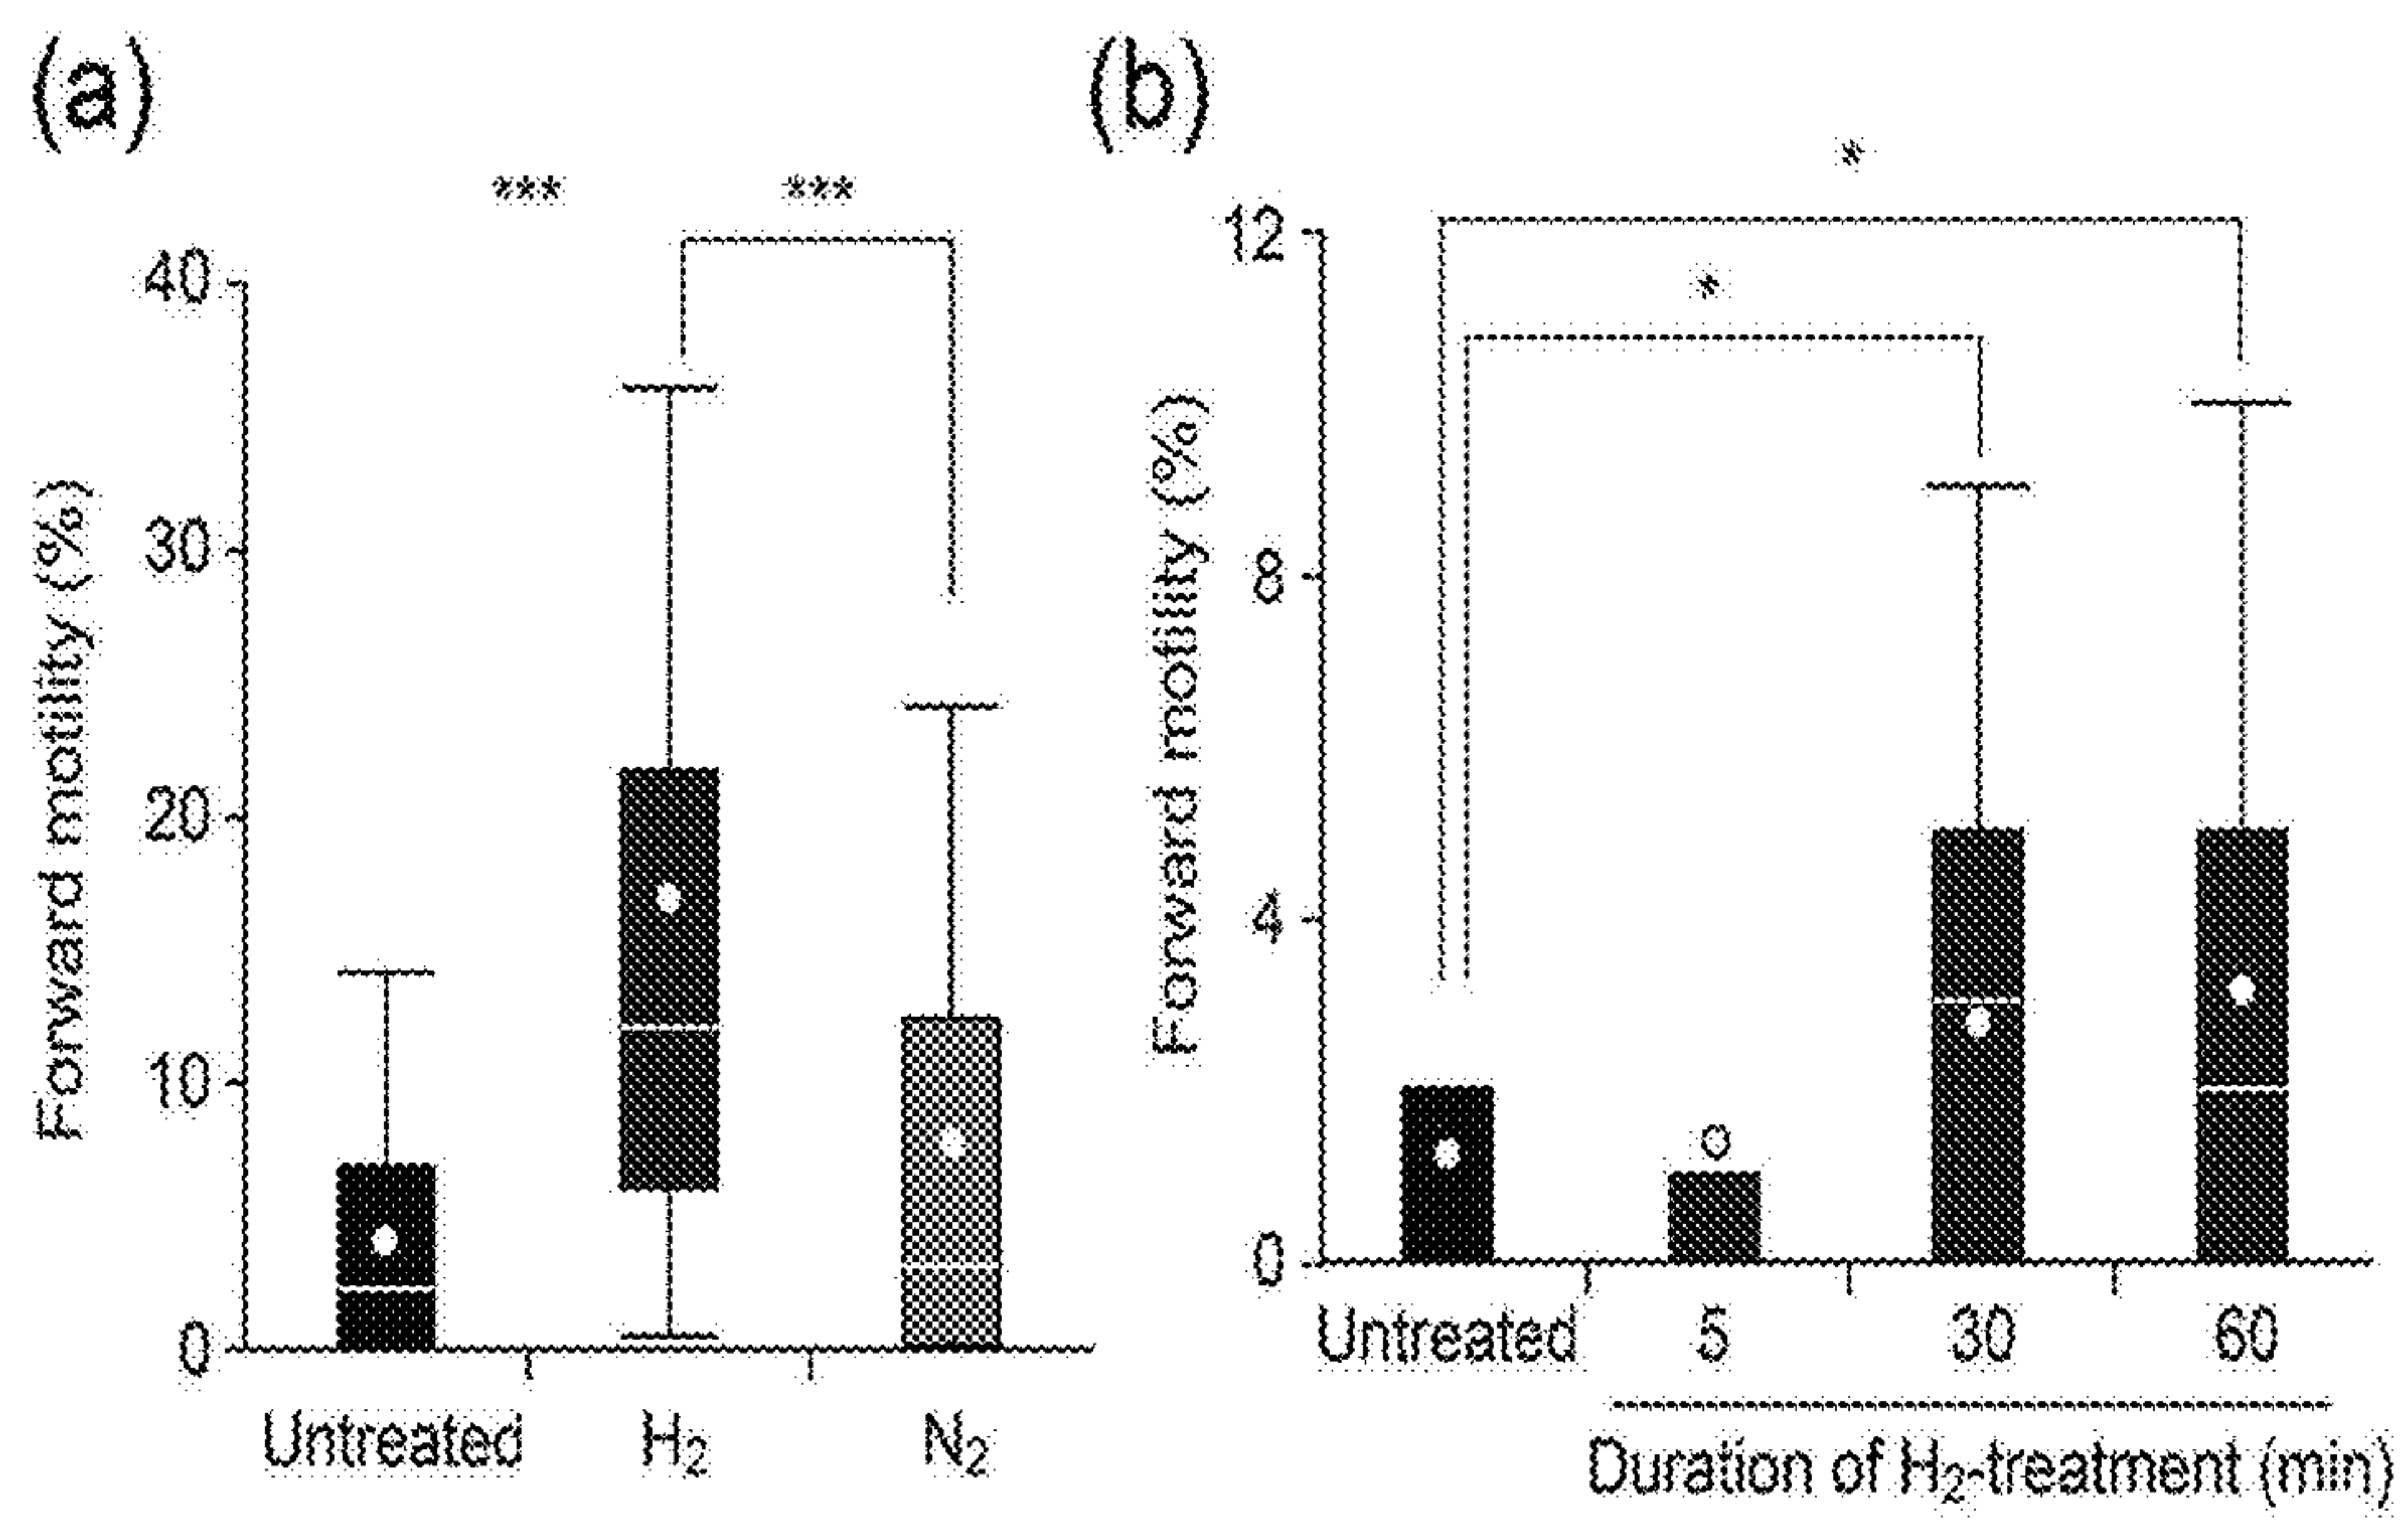 (a)
*** ***
40
30
20
10
0
Forward motility (%)
Untreated H₂ N₂
(b)
*
*
12
8
4
0
Forward motility (%)
Untreated 5 30 60
Duration of H₂-treatment (min)